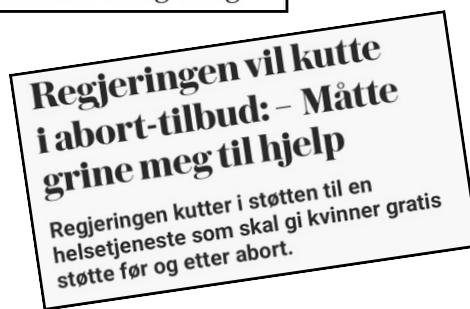 Regjeringen vil kutte
i abort-tilbud: – Måtte
grine meg til hjelp
Regjeringen kutter i støtten til en
helsetjeneste som skal gi kvinner gratis
støtte før og etter abort.